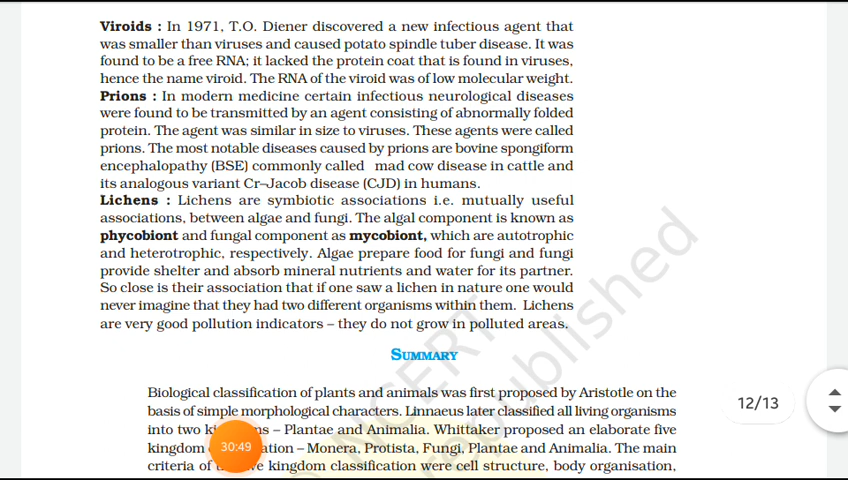 Viroids : In 1971, T.O. Diener discovered a new infectious agent that
was smaller than viruses and caused potato spindle tuber disease. It was
found to be a free RNA; it lacked the protein coat that is found in viruses,
hence the name viroid. The RNA of the viroid was of low molecular weight.
Prions : In modern medicine certain infectious neurological diseases
were found to be transmitted by an agent consisting of abnormally folded
protein. The agent was similar in size to viruses. These agents were called
prions. The most notable diseases caused by prions are bovine spongiform
encephalopathy (BSE) commonly called mad cow disease in cattle and
its analogous variant Cr–Jacob disease (CJD) in humans.
Lichens : Lichens are symbiotic associations i.e. mutually useful
associations, between algae and fungi. The algal component is known as
phycobiont and fungal component as mycobiont, which are autotrophic
and heterotrophic, respectively. Algae prepare food for fungi and fungi
provide shelter and absorb mineral nutrients and water for its partner.
So close is their association that if one saw a lichen in nature one would
never imagine that they had two different organisms within them. Lichens
are very good pollution indicators – they do not grow in polluted areas.
SUMMARY
Biological classification of plants and animals was first proposed by Aristotle on the
basis of simple morphological characters. Linnaeus later classified all living organisms
into two – Plantae and Animalia. Whittaker proposed an elaborate five
kingdom – Monera, Protista, Fungi, Plantae and Animalia. The main
criteria of kingdom classification were cell structure, body organisation,
12/13
30:49
© NCERT
republished